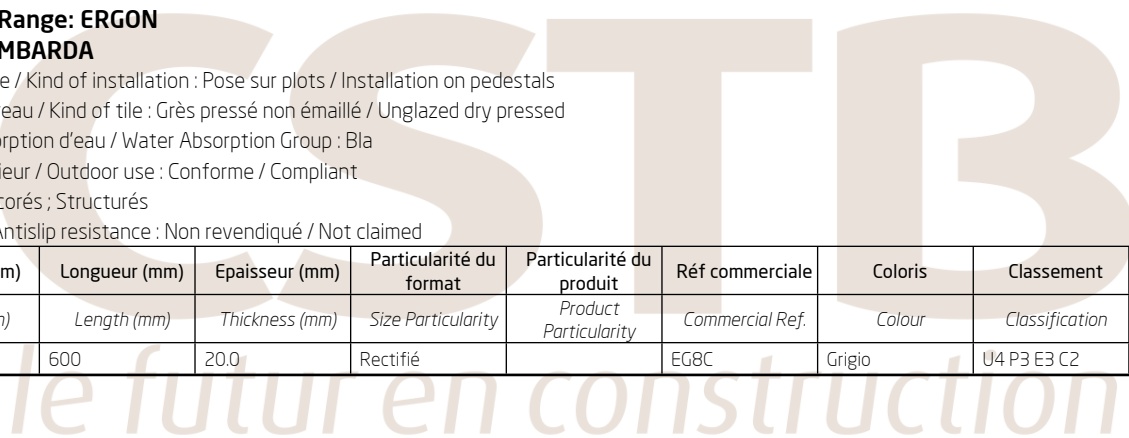 Range: ERGON
MBARDA
e / Kind of installation : Pose sur plots / Installation on pedestals
eau / Kind of tile : Grès pressé non émaillé / Unglazed dry pressed
orption d'eau / Water Absorption Group : BIa
ieur / Outdoor use : Conforme / Compliant
corés ; Structurés
Antislip resistance : Non revendiqué / Not claimed
m) Longueur (mm) Epaisseur (mm) Particularité du format Particularité du produit Réf commerciale Coloris Classement
n) Length (mm) Thickness (mm) Size Particularity Product Particularity Commercial Ref. Colour Classification
600 20.0 Rectifié EG8C Grigio U4 P3 E3 C2
CSTB
le futur en construction